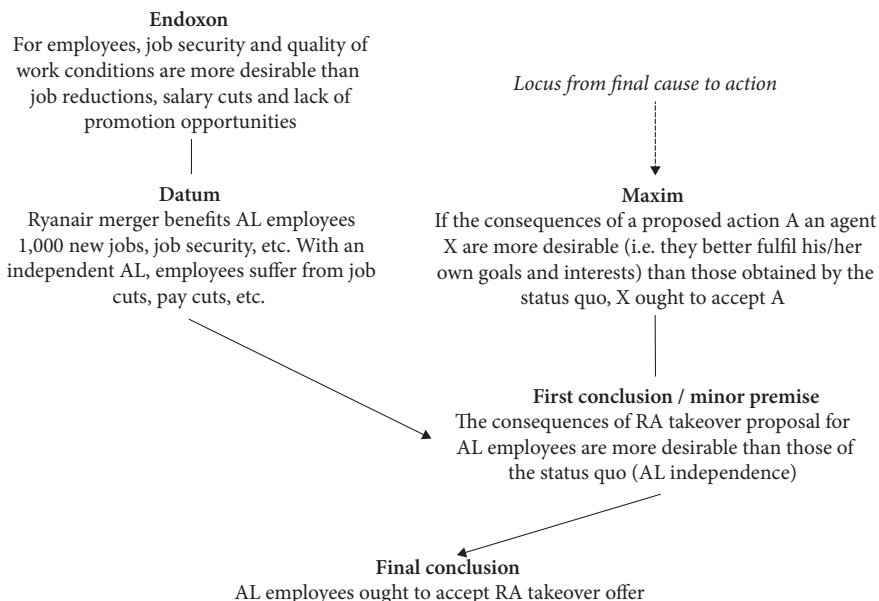 Endoxon
For employees, job security and quality of
work conditions are more desirable than
job reductions, salary cuts and lack of
promotion opportunities
Locus from final cause to action
Datum
Ryanair merger benefits AL employees
1,000 new jobs, job security, etc. With an
independent AL, employees suffer from job
cuts, pay cuts, etc.
Maxim
If the consequences of a proposed action A an agent
X are more desirable (i.e. they better fulfil his/her
own goals and interests) than those obtained by the
status quo, X ought to accept A
First conclusion / minor premise
The consequences of RA takeover proposal for
AL employees are more desirable than those of
the status quo (AL independence)
Final conclusion
AL employees ought to accept RA takeover offer